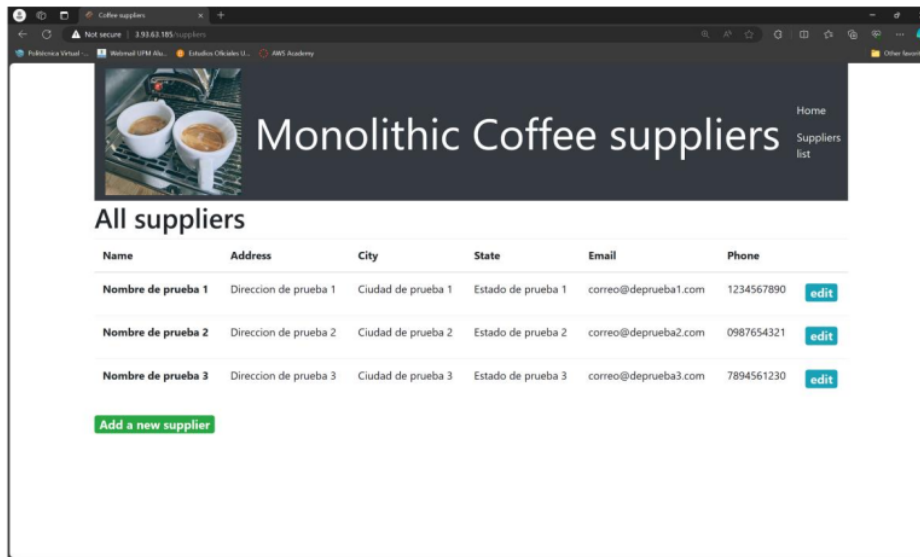 Coffee suppliers
Not secure | 3.93.63.185/suppliers
Politécnica Virtual -...
Webmail UPM Alu...
Estudios Oficiales U...
AWS Academy
Other favorit
Monolithic Coffee suppliers
Home
Suppliers
list
All suppliers
Name Address City State Email Phone
Nombre de prueba 1 Direccion de prueba 1 Ciudad de prueba 1 Estado de prueba 1 correo@deprueba1.com 1234567890 edit
Nombre de prueba 2 Direccion de prueba 2 Ciudad de prueba 2 Estado de prueba 2 correo@deprueba2.com 0987654321 edit
Nombre de prueba 3 Direccion de prueba 3 Ciudad de prueba 3 Estado de prueba 3 correo@deprueba3.com 7894561230 edit
Add a new supplier